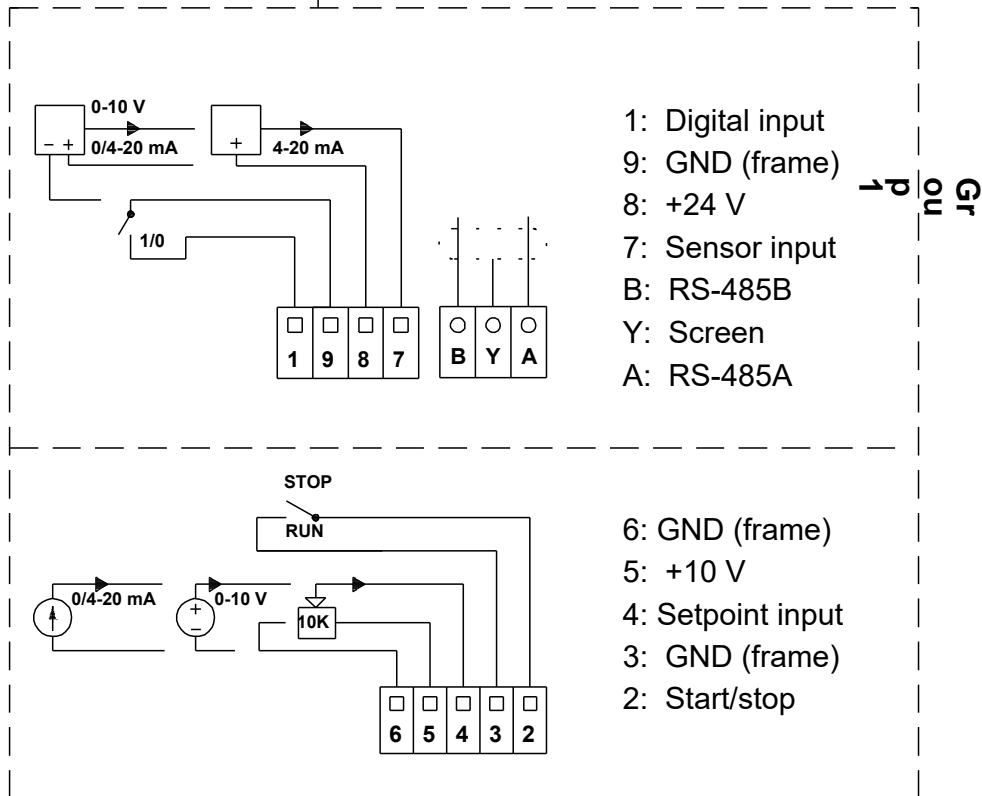 0-10 V
- +
0/4-20 mA
+
4-20 mA
1/0
1 9 8 7
B Y A
1: Digital input
9: GND (frame)
8: +24 V
7: Sensor input
B: RS-485B
Y: Screen
A: RS-485A
Gr
ou
p
1
STOP
RUN
0/4-20 mA
+
-
0-10 V
10K
6 5 4 3 2
6: GND (frame)
5: +10 V
4: Setpoint input
3: GND (frame)
2: Start/stop